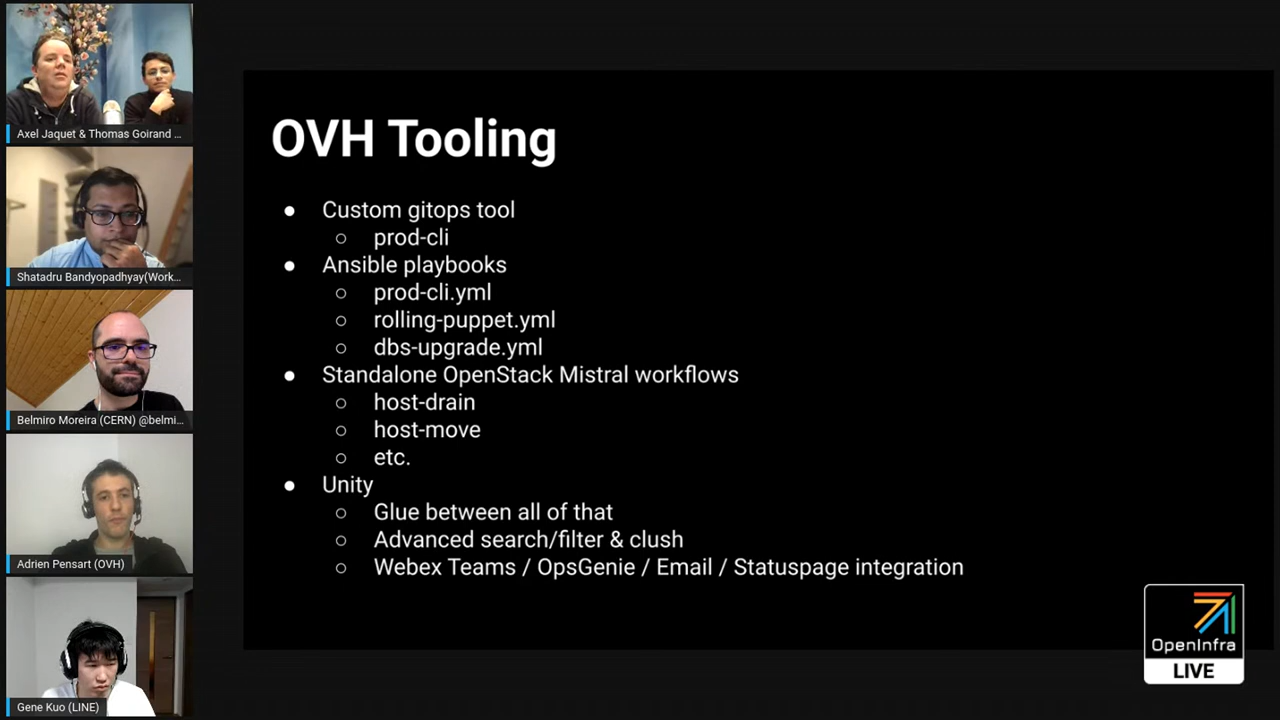 Axel Jaquet & Thomas Goirand ...
Shatadru Bandyopadhyay(Work...
Belmiro Moreira (CERN) @belmi...
Adrien Pensart (OVH)
Gene Kuo (LINE)
OVH Tooling
● Custom gitops tool
○ prod-cli
● Ansible playbooks
○ prod-cli.yml
○ rolling-puppet.yml
○ dbs-upgrade.yml
● Standalone OpenStack Mistral workflows
○ host-drain
○ host-move
○ etc.
● Unity
○ Glue between all of that
○ Advanced search/filter & clush
○ Webex Teams / OpsGenie / Email / Statuspage integration
OpenInfra
LIVE